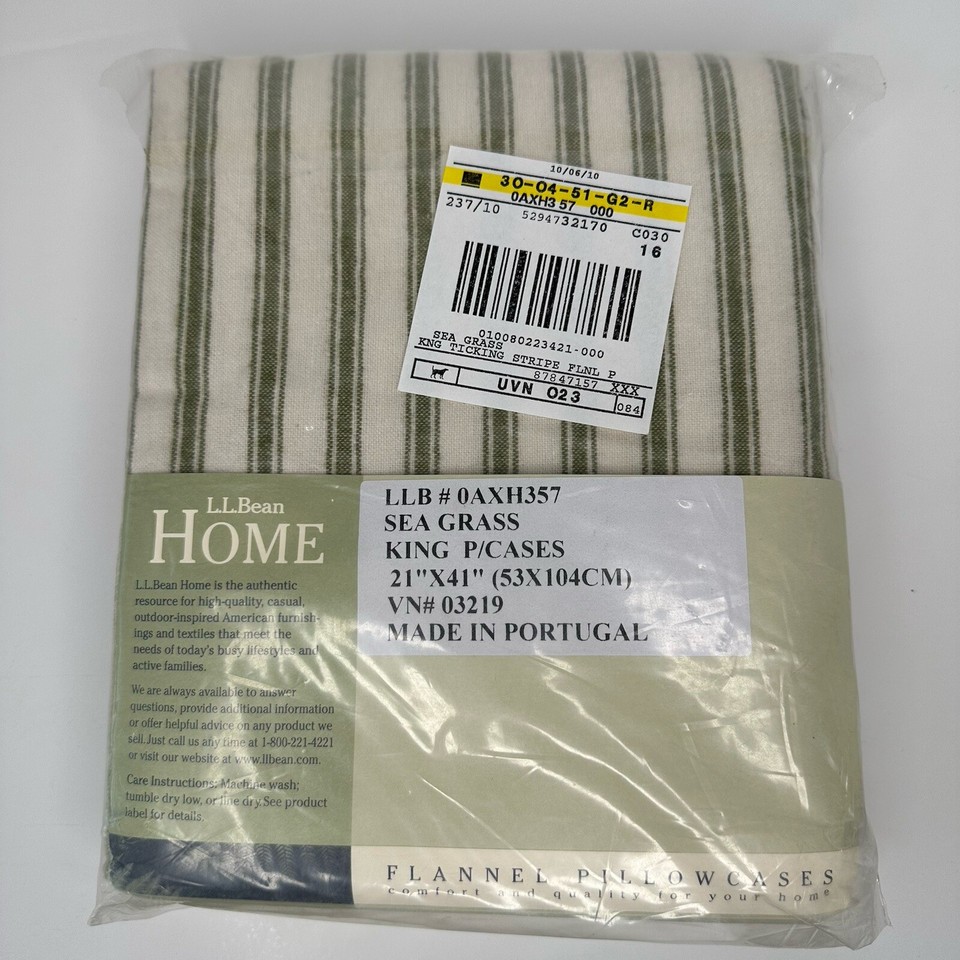 10/06/10
30-04-51-G2-R
0AXH3 57 000
237/10 5294732170 C030
16
010080223421-000
SEA GRASS
KNG TICKING STRIPE FLNL P
87847157 XXX
UVN 023 084
L.L.Bean
HOME
L.L.Bean Home is the authentic
resource for high-quality, casual,
outdoor-inspired American furnish-
ings and textiles that meet the
needs of today's busy lifestyles and
active families.
We are always available to answer
questions, provide additional information
or offer helpful advice on any product we
sell. Just call us any time at 1-800-221-4221
or visit our website at www.llbean.com.
Care Instructions: Machine wash;
tumble dry low, or line dry. See product
label for details.
LLB # 0AXH357
SEA GRASS
KING P/CASES
21"X41" (53X104CM)
VN# 03219
MADE IN PORTUGAL
FLANNEL PILLOWCASES
comfort and quality for your home